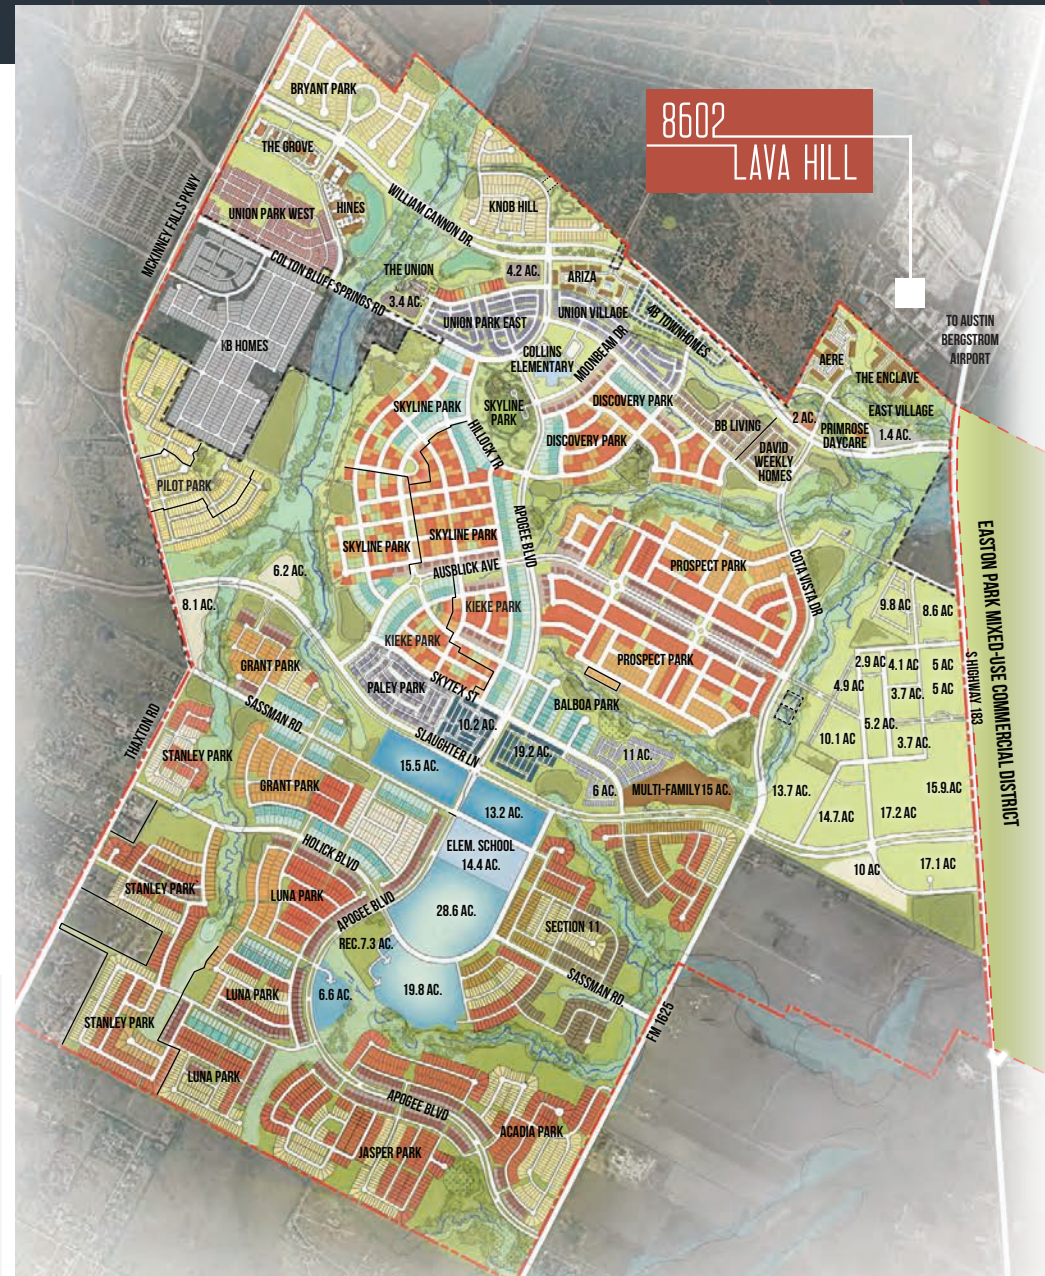 8602
LAVA HILL
BRYANT PARK
THE GROVE
HINES
UNION PARK WEST
MCKINNEY FALLS PKWY
WILLIAM CANNON DR.
KNOB HILL
COLTON BLUFF SPRINGS RD
THE UNION
3.4 AC.
4.2 AC.
ARIZA
UNION PARK EAST
UNION VILLAGE
4B TOWNHOMES
KB HOMES
COLLINS
ELEMENTARY
MOONBEAM DR
TO AUSTIN
BERGSTROM
AIRPORT
AERE
THE ENCLAVE
EAST VILLAGE
2 AC.
PRIMROSE
DAYCARE
1.4 AC.
SKYLINE PARK
SKYLINE
PARK
DISCOVERY PARK
DISCOVERY PARK
BB LIVING
DAVID
WEEKLY
HOMES
HILLOCK TR
PILOT PARK
SKYLINE PARK
SKYLINE PARK
APOGEE BLVD
AUSBLICK AVE
PROSPECT PARK
COTA VISTA DR
6.2 AC.
8.1 AC.
KIEKE PARK
KIEKE PARK
9.8 AC
8.6 AC
EASTON PARK MIXED-USE COMMERCIAL DISTRICT
S HIGHWAY 183
GRANT PARK
PROSPECT PARK
2.9 AC
4.1 AC
5 AC
4.9 AC
3.7 AC.
5 AC
PALEY PARK
SKYTEX ST
BALBOA PARK
5.2 AC.
10.1 AC
3.7 AC.
THAXTON RD
SASSMAN RD.
SLAUGHTER LN
10.2 AC.
19.2 AC.
11 AC.
STANLEY PARK
15.5 AC.
6 AC.
MULTI-FAMILY 15 AC.
13.7 AC.
15.9.AC
GRANT PARK
13.2 AC.
14.7.AC
17.2 AC
ELEM. SCHOOL
14.4 AC.
HOLICK BLVD
10 AC
17.1 AC
STANLEY PARK
LUNA PARK
APOGEE BLVD
28.6 AC.
SECTION 11
REC.7.3 AC.
LUNA PARK
6.6 AC.
19.8 AC.
SASSMAN RD
STANLEY PARK
FM 1625
LUNA PARK
APOGEE BLVD
ACADIA PARK
JASPER PARK